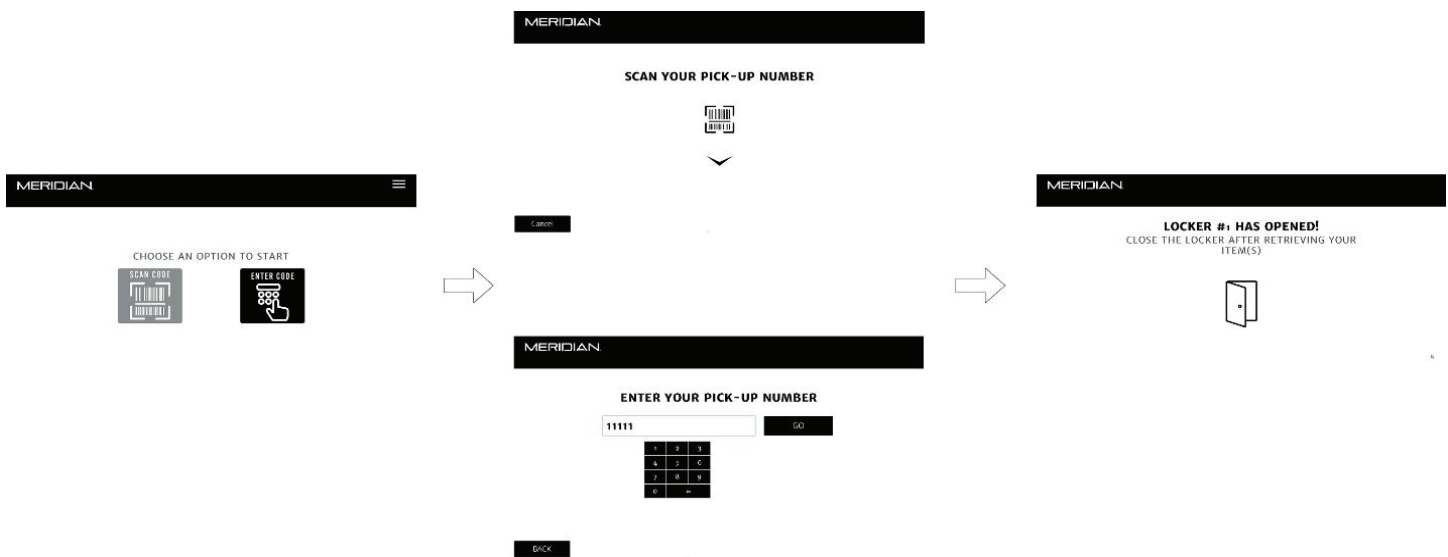 MERIDIAN
CHOOSE AN OPTION TO START
SCAN CODE
ENTER CODE
MERIDIAN
SCAN YOUR PICK-UP NUMBER
Cancel
MERIDIAN
ENTER YOUR PICK-UP NUMBER
11111
GO
1 2 3
4 5 6
7 8 9
0
BACK
MERIDIAN
LOCKER #1 HAS OPENED!
CLOSE THE LOCKER AFTER RETRIEVING YOUR
ITEM(S)